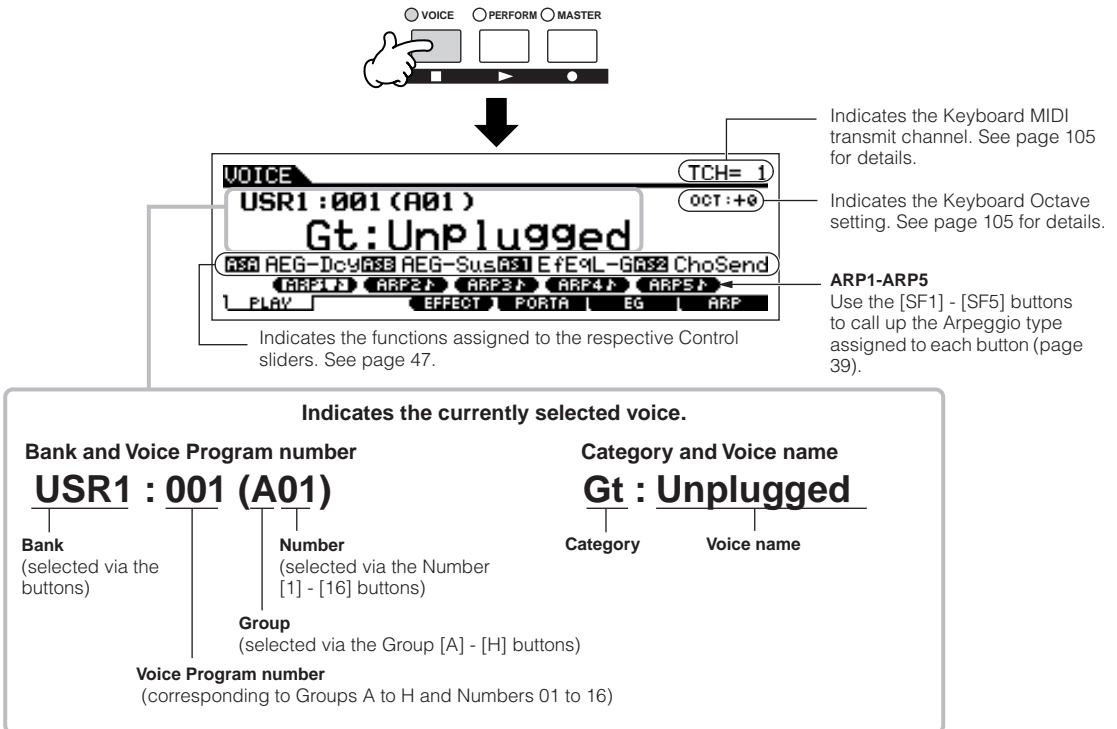 VOICE PERFORM MASTER
Indicates the Keyboard MIDI
transmit channel. See page 105
for details.
VOICE TCH= 1
USR1:001(A01) OCT:+0
Gt:Unplugged
Indicates the Keyboard Octave
setting. See page 105 for details.
ASA AEG-Dcy ASB AEG-Sus AS1 EfEqL-G AS2 ChoSend
ARP1♪ ARP2♪ ARP3♪ ARP4♪ ARP5♪
PLAY EFFECT PORTA EG ARP
ARP1-ARP5
Use the [SF1] - [SF5] buttons
to call up the Arpeggio type
assigned to each button (page
39).
Indicates the functions assigned to the respective Control
sliders. See page 47.
Indicates the currently selected voice.
Bank and Voice Program number
USR1 : 001 (A01)
Bank
(selected via the
buttons)
Number
(selected via the Number
[1] - [16] buttons)
Group
(selected via the Group [A] - [H] buttons)
Voice Program number
(corresponding to Groups A to H and Numbers 01 to 16)
Category and Voice name
Gt : Unplugged
Category
Voice name